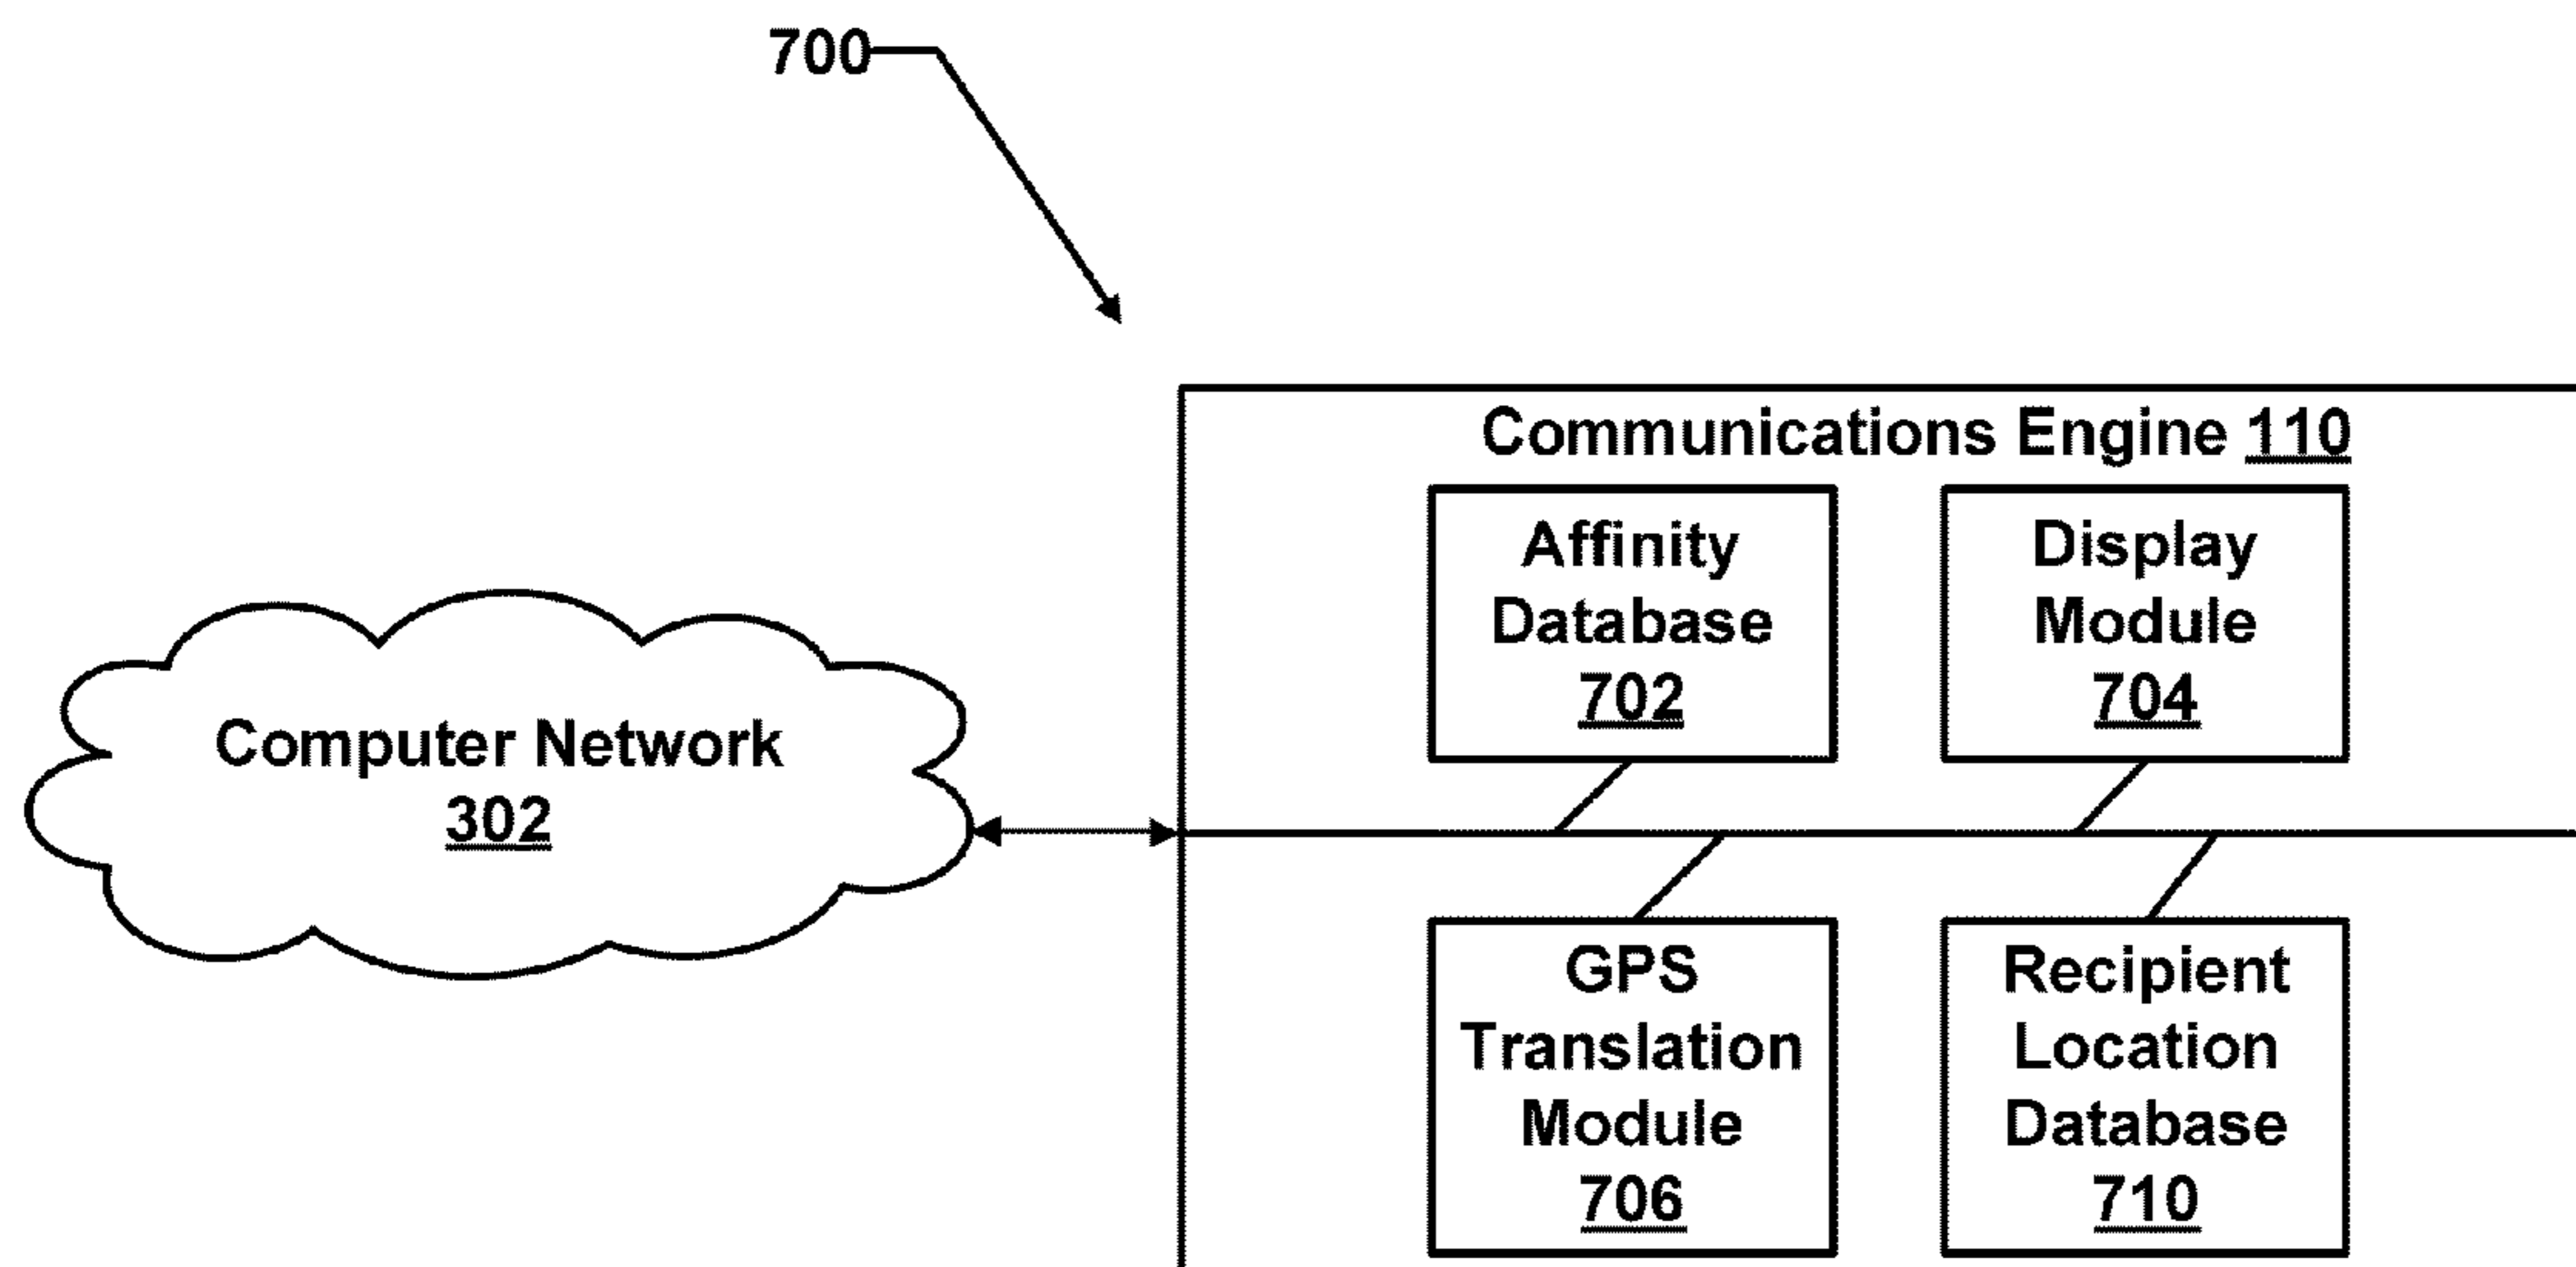 700
Communications Engine 110
Affinity
Database
702
Display
Module
704
Computer Network
302
GPS
Translation
Module
706
Recipient
Location
Database
710